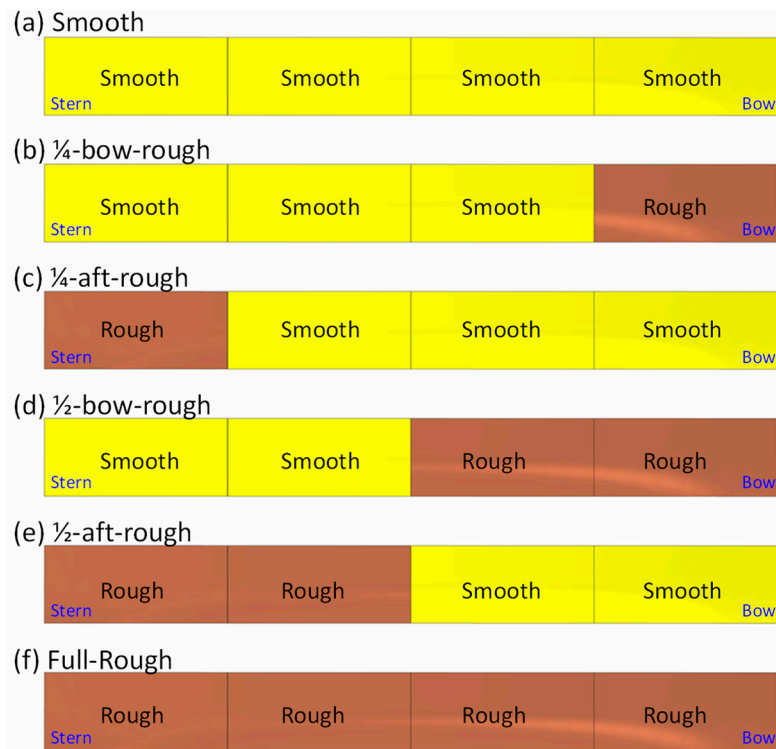 (a) Smooth
Smooth Smooth Smooth Smooth
Stern Bow
(b) ¼-bow-rough
Smooth Smooth Smooth Rough
Stern Bow
(c) ¼-aft-rough
Rough Smooth Smooth Smooth
Stern Bow
(d) ½-bow-rough
Smooth Smooth Rough Rough
Stern Bow
(e) ½-aft-rough
Rough Rough Smooth Smooth
Stern Bow
(f) Full-Rough
Rough Rough Rough Rough
Stern Bow